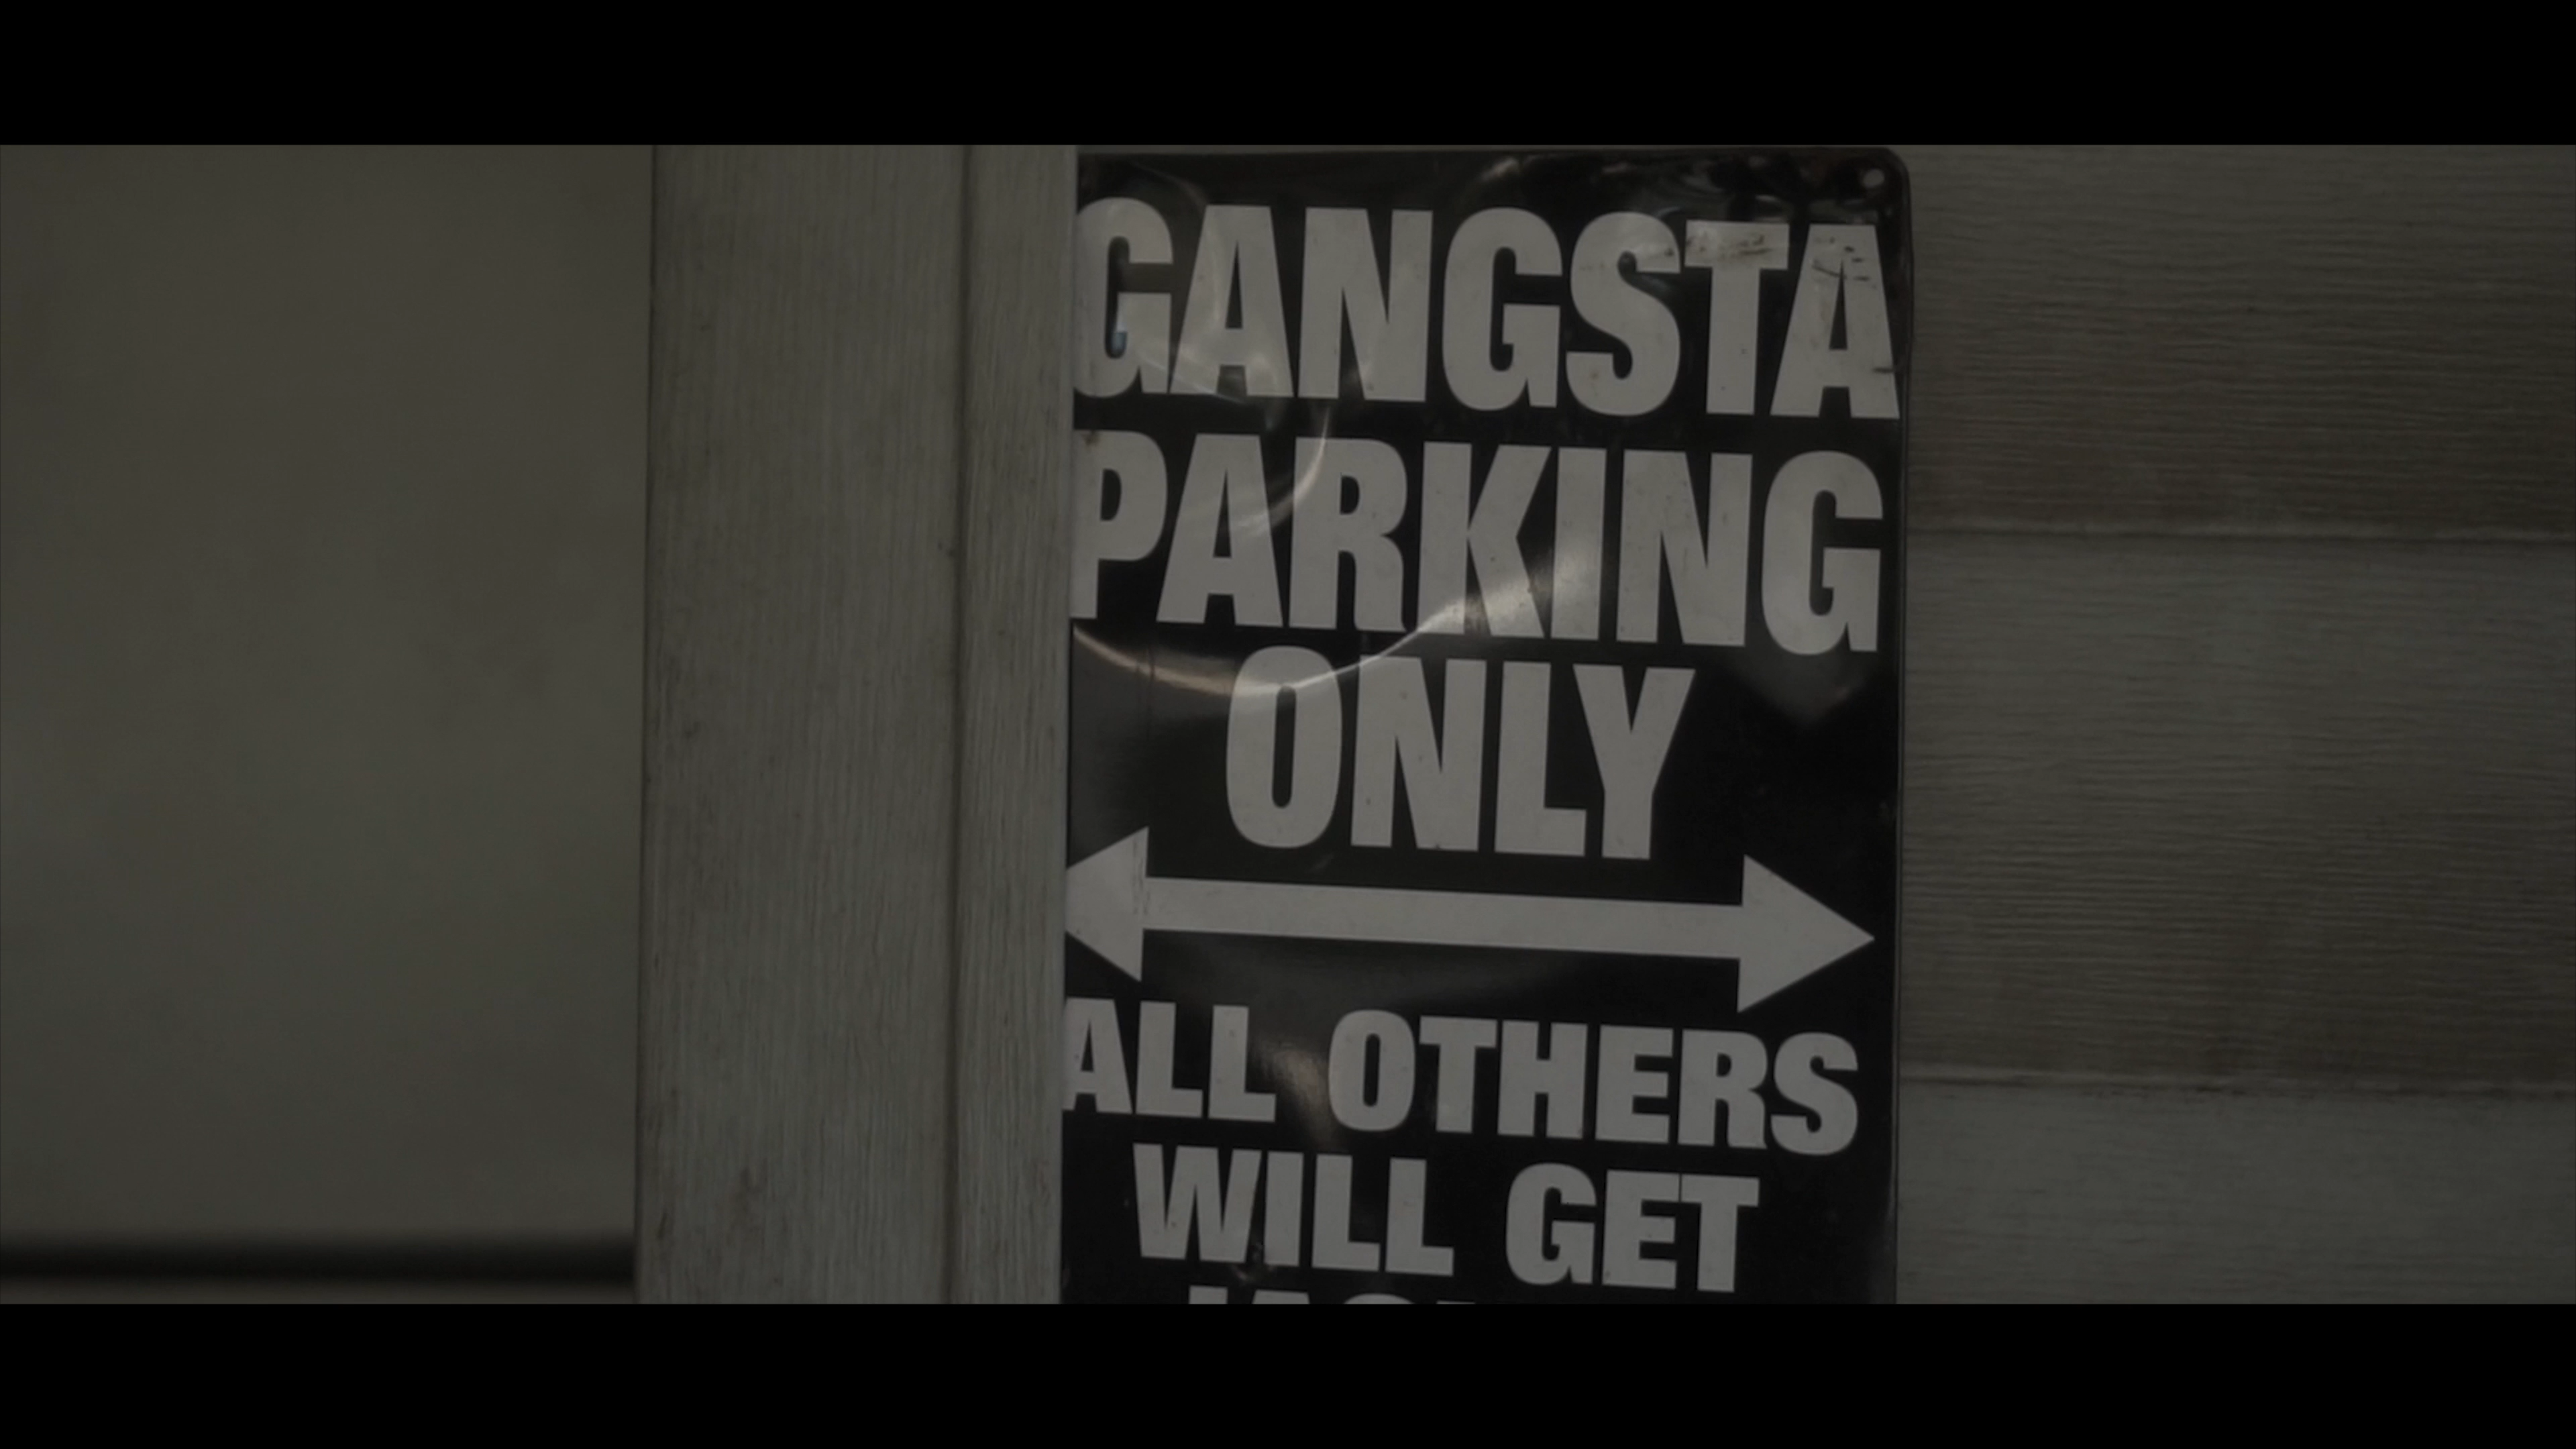 GANGSTA
PARKING
ONLY
ALL OTHERS
WILL GET